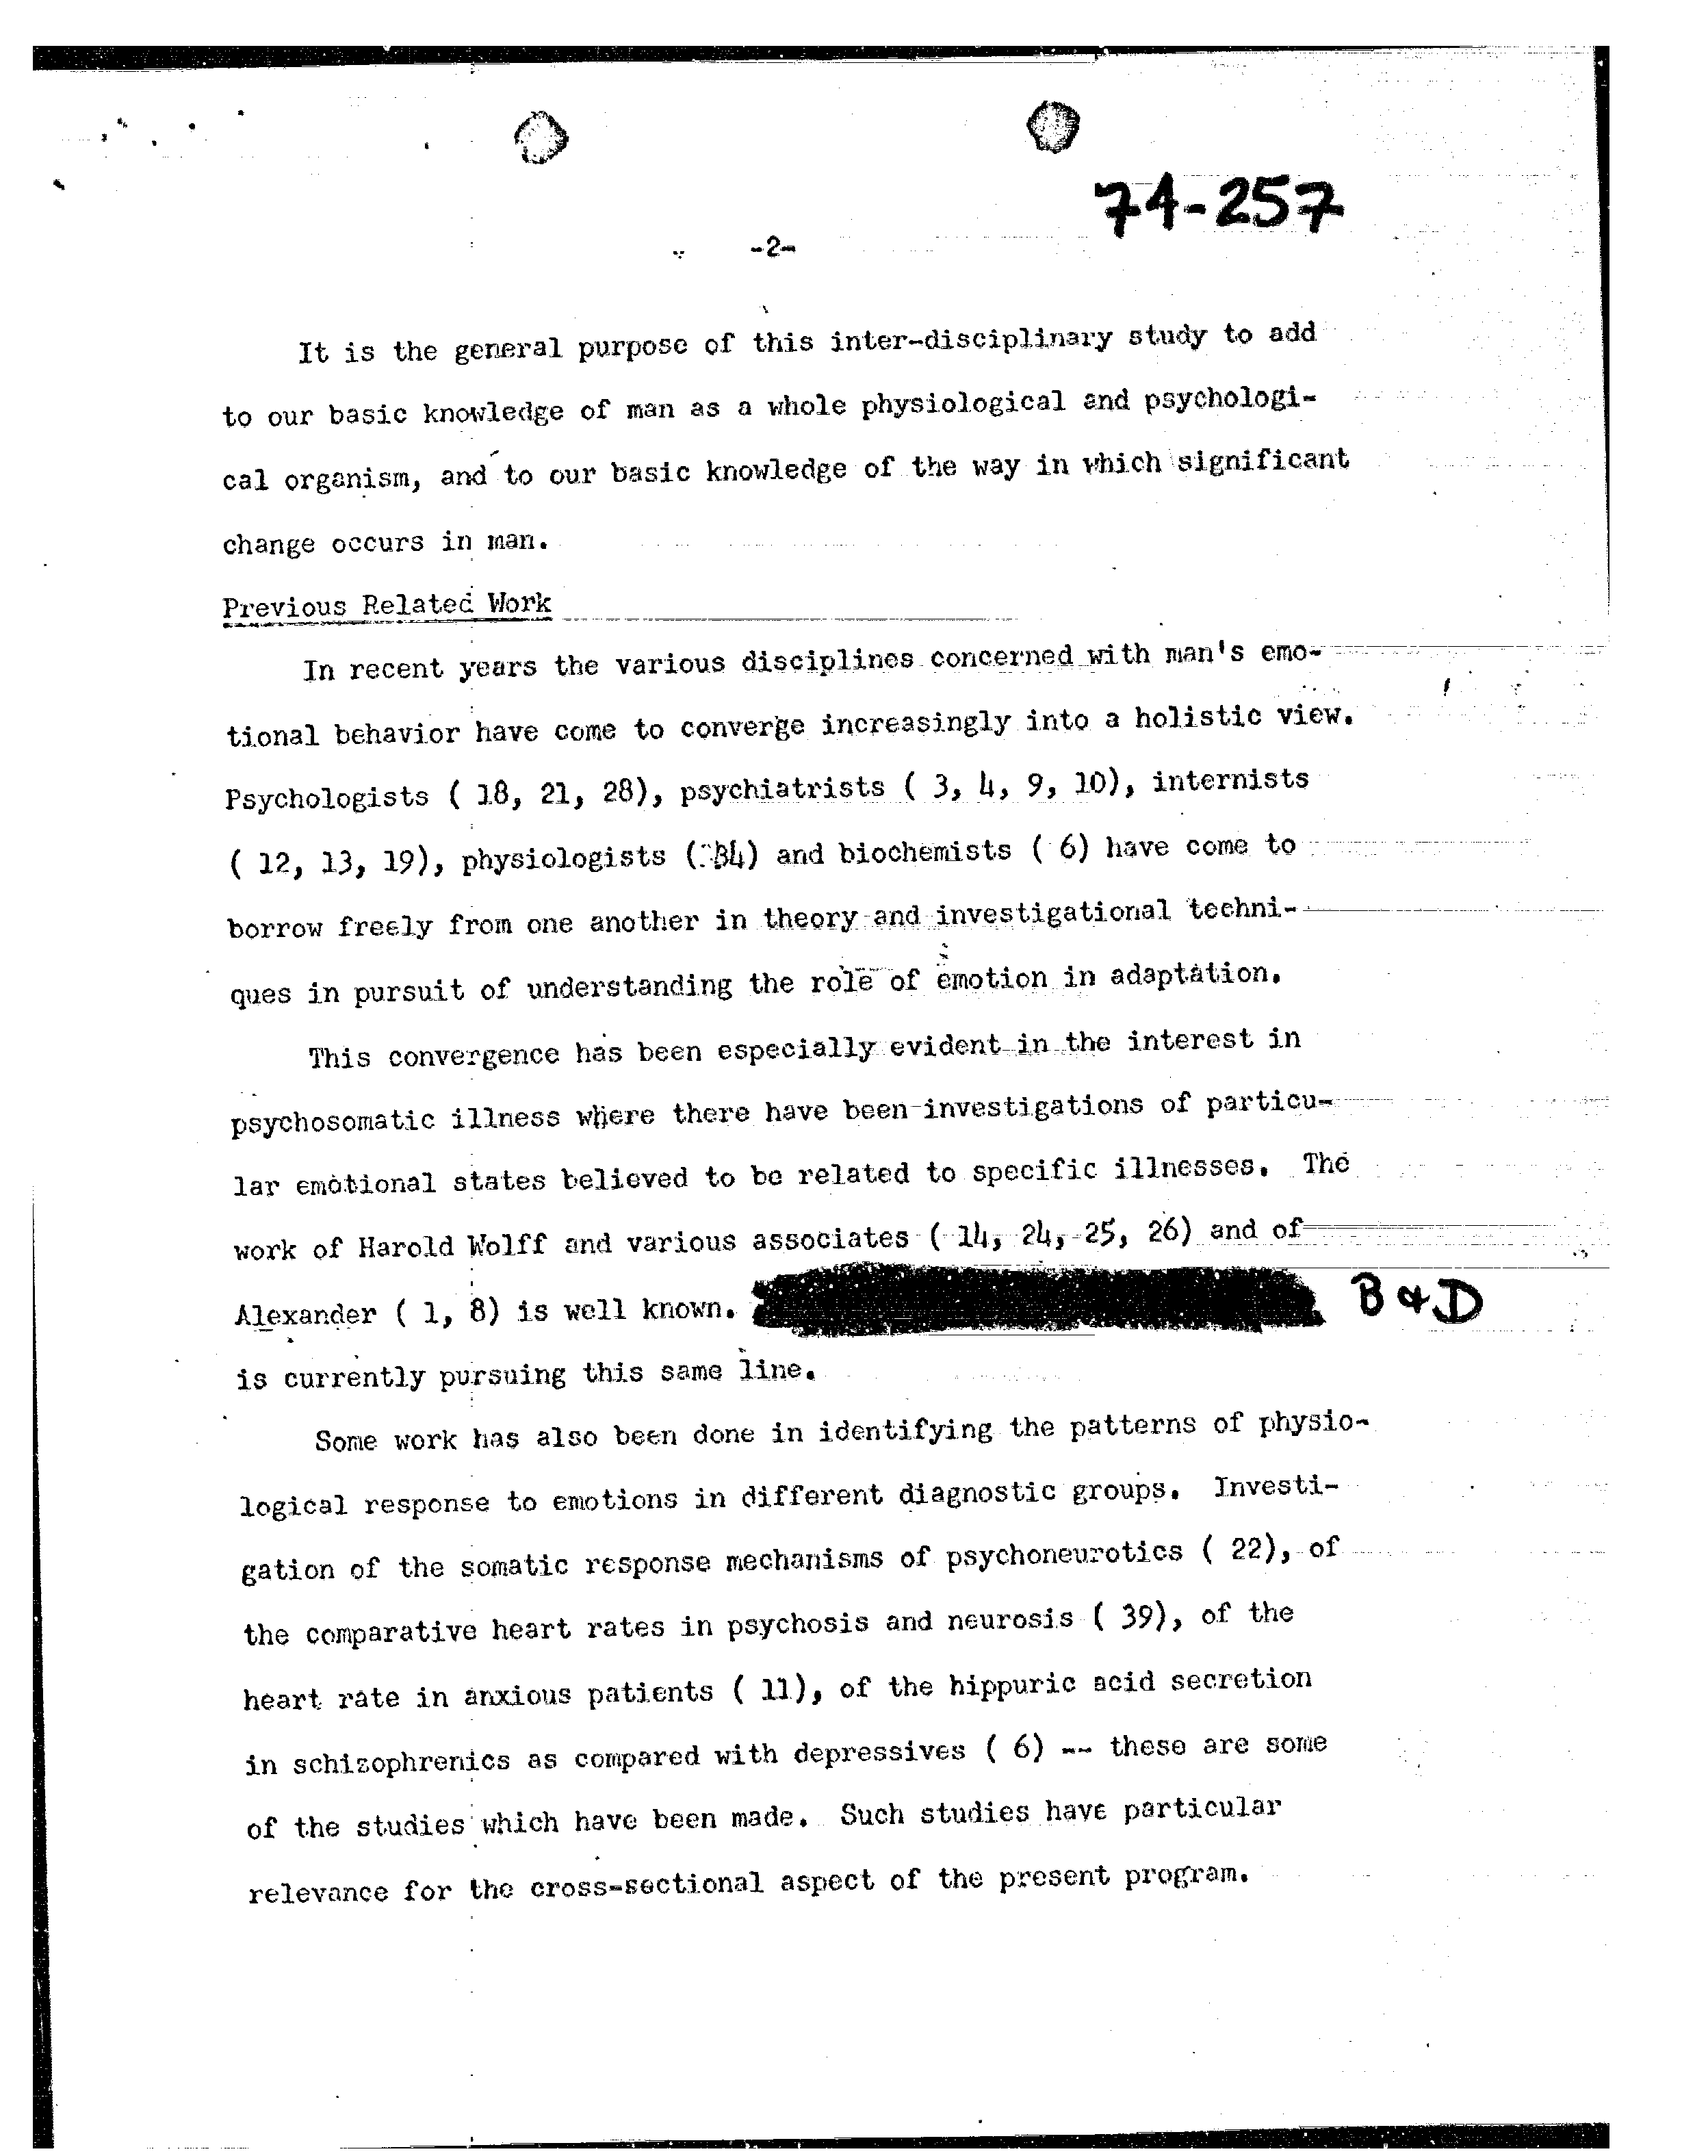 74-257
-2-
It is the general purpose of this inter-disciplinary study to add
to our basic knowledge of man as a whole physiological and psychologi-
cal organism, and to our basic knowledge of the way in which significant
change occurs in man.
Previous Related Work
In recent years the various disciplines concerned with man's emo-
tional behavior have come to converge increasingly into a holistic view.
Psychologists ( 18, 21, 28), psychiatrists ( 3, 4, 9, 10), internists
( 12, 13, 19), physiologists ( 34) and biochemists ( 6) have come to
borrow freely from one another in theory and investigational techni-
ques in pursuit of understanding the role of emotion in adaptation.
This convergence has been especially evident in the interest in
psychosomatic illness where there have been investigations of particu-
lar emotional states believed to be related to specific illnesses. The
work of Harold Wolff and various associates ( 14, 24, 25, 26) and of
Alexander ( 1, 8) is well known. B & D
is currently pursuing this same line.
Some work has also been done in identifying the patterns of physio-
logical response to emotions in different diagnostic groups. Investi-
gation of the somatic response mechanisms of psychoneurotics ( 22), of
the comparative heart rates in psychosis and neurosis ( 39), of the
heart rate in anxious patients ( 11), of the hippuric acid secretion
in schizophrenics as compared with depressives ( 6) -- these are some
of the studies which have been made. Such studies have particular
relevance for the cross-sectional aspect of the present program.